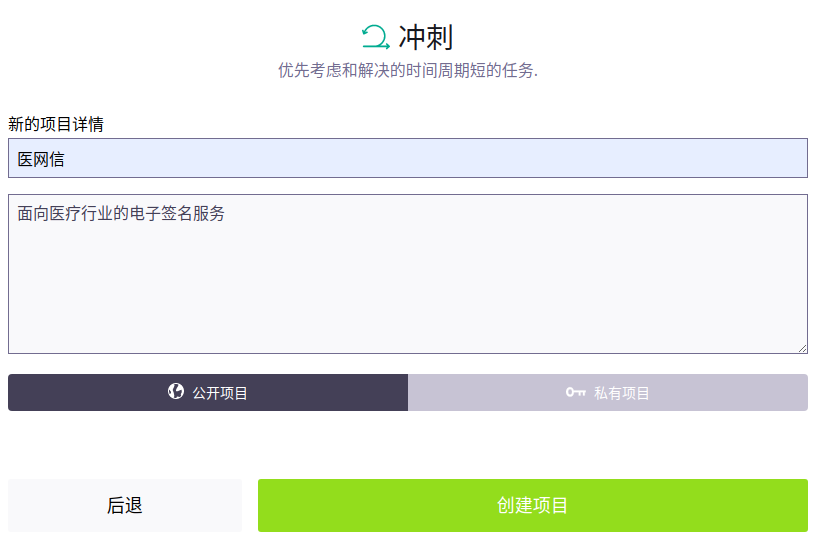 冲刺
优先考虑和解决的时间周期短的任务.
新的项目详情
医网信
面向医疗行业的电子签名服务
公开项目
私有项目
后退
创建项目